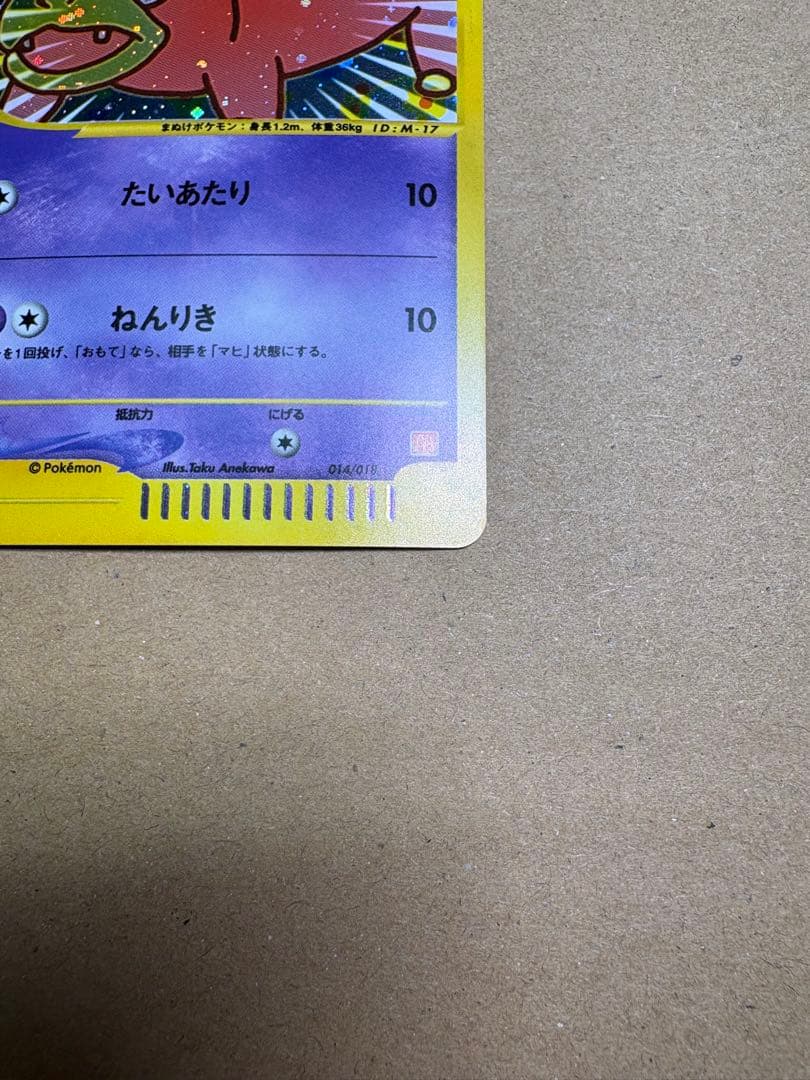 まぬけポケモン：身長1.2m、体重36kg ID:M-17
たいあたり 10
ねんりき 10
を1回投げ、「おもて」なら、相手を「マヒ」状態にする。
抵抗力 にげる
© Pokémon Illus.Taku Anekawa 014/018